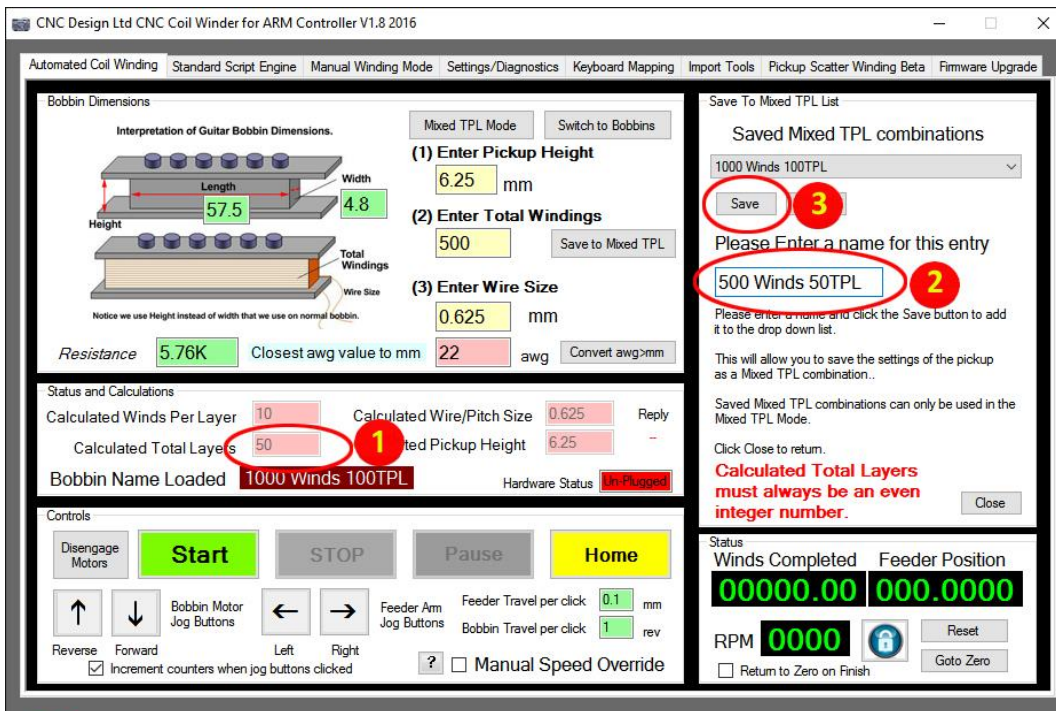 CNC Design Ltd CNC Coil Winder for ARM Controller V1.8 2016
Automated Coil Winding Standard Script Engine Manual Winding Mode Settings/Diagnostics Keyboard Mapping Import Tools Pickup Scatter Winding Beta Firmware Upgrade
Bobbin Dimensions
Interpretation of Guitar Bobbin Dimensions.
Length
57.5
Width
4.8
Height
Total
Windings
Wire Size
Notice we use Height instead of width that we use on normal bobbin.
Mixed TPL Mode Switch to Bobbins
(1) Enter Pickup Height
6.25 mm
(2) Enter Total Windings
500 Save to Mixed TPL
(3) Enter Wire Size
0.625 mm
Resistance 5.76K Closest awg value to mm 22 awg Convert awg>mm
Status and Calculations
Calculated Winds Per Layer 10 Calculated Wire/Pitch Size 0.625 Reply
Calculated Total Layers 50 1 Pickup Height 6.25 --
Bobbin Name Loaded 1000 Winds 100TPL Hardware Status Un-Plugged
Controls
Disengage
Motors
Start STOP Pause Home
Bobbin Motor
Jog Buttons
Feeder Arm
Jog Buttons
Feeder Travel per click 0.1 mm
Bobbin Travel per click 1 rev
Reverse Forward Left Right
Increment counters when jog buttons clicked ? Manual Speed Override
Save To Mixed TPL List
Saved Mixed TPL combinations
1000 Winds 100TPL
Save 3
Please Enter a name for this entry
500 Winds 50TPL 2
Please enter a name and click the Save button to add
it to the drop down list.
This will allow you to save the settings of the pickup
as a Mixed TPL combination..
Saved Mixed TPL combinations can only be used in the
Mixed TPL Mode.
Click Close to return.
Calculated Total Layers
must always be an even
integer number.
Close
Status
Winds Completed Feeder Position
00000.00 000.0000
RPM 0000 Reset
Return to Zero on Finish Goto Zero